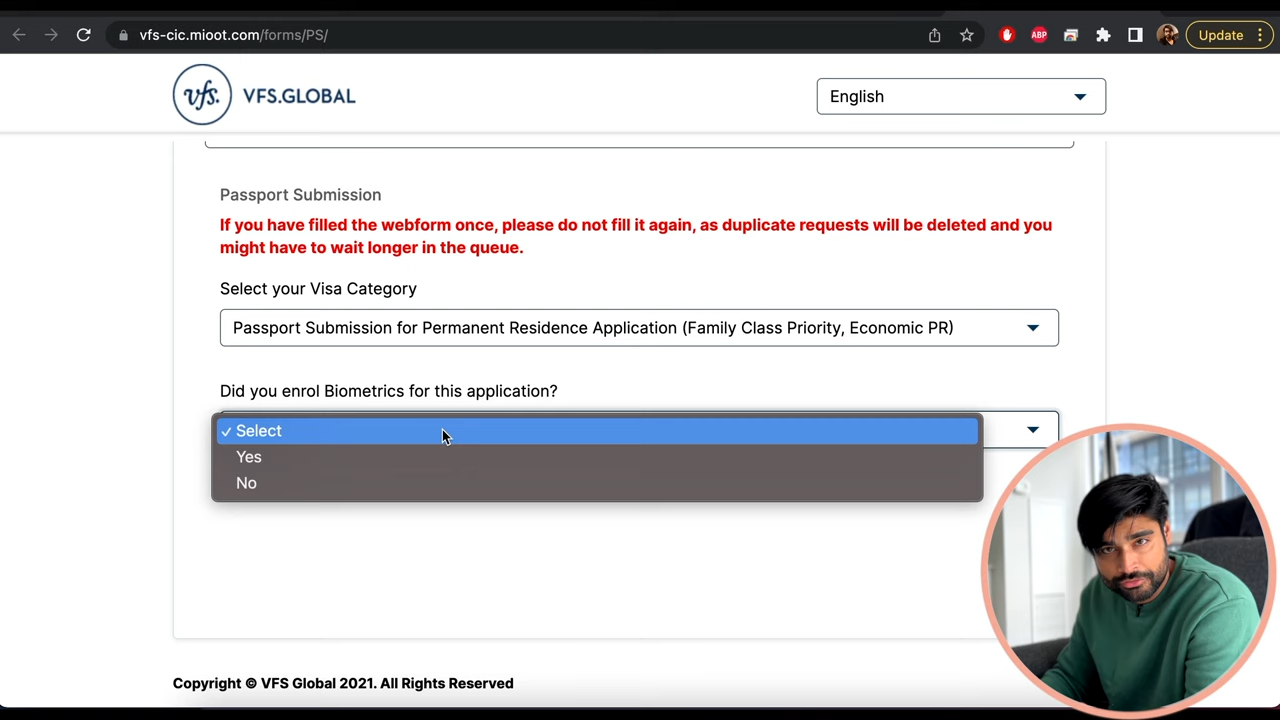 vfs-cic.mioot.com/forms/PS/
ABP
Update
vfs.
VFS.GLOBAL
English
Passport Submission
If you have filled the webform once, please do not fill it again, as duplicate requests will be deleted and you
might have to wait longer in the queue.
Select your Visa Category
Passport Submission for Permanent Residence Application (Family Class Priority, Economic PR)
Did you enrol Biometrics for this application?
✓ Select
Yes
No
Copyright © VFS Global 2021. All Rights Reserved